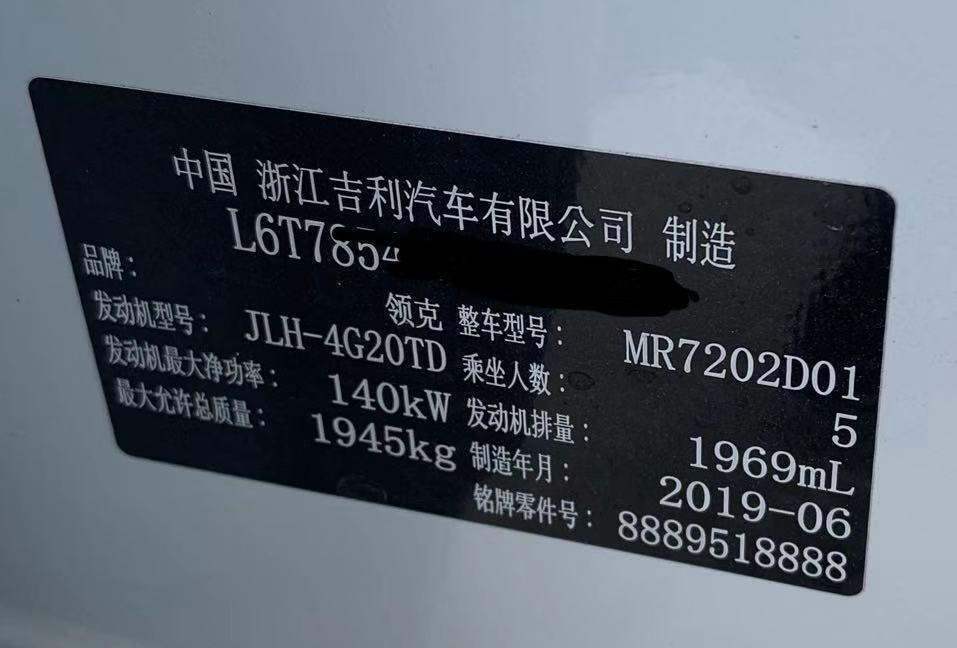 中国 浙江吉利汽车有限公司 制造
L6T7854
品牌： 领克 整车型号： MR7202D01
发动机型号： JLH-4G20TD 乘坐人数： 5
发动机最大净功率： 140kW 发动机排量： 1969mL
最大允许总质量： 1945kg 制造年月： 2019-06
铭牌零件号： 8889518888